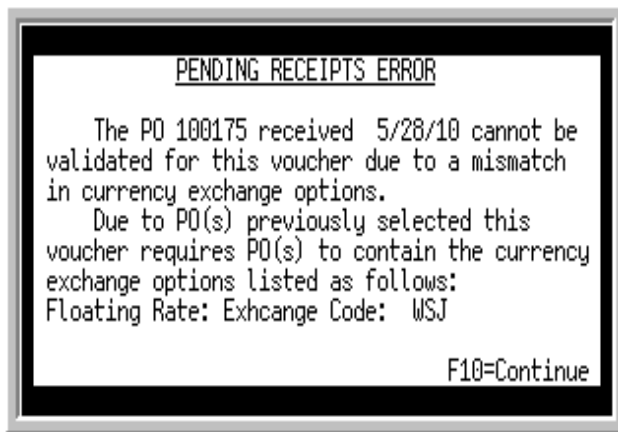 PENDING RECEIPTS ERROR
The PO 100175 received 5/28/10 cannot be
validated for this voucher due to a mismatch
in currency exchange options.
Due to PO(s) previously selected this
voucher requires PO(s) to contain the currency
exchange options listed as follows:
Floating Rate: Exhcange Code: WSJ
F10=Continue